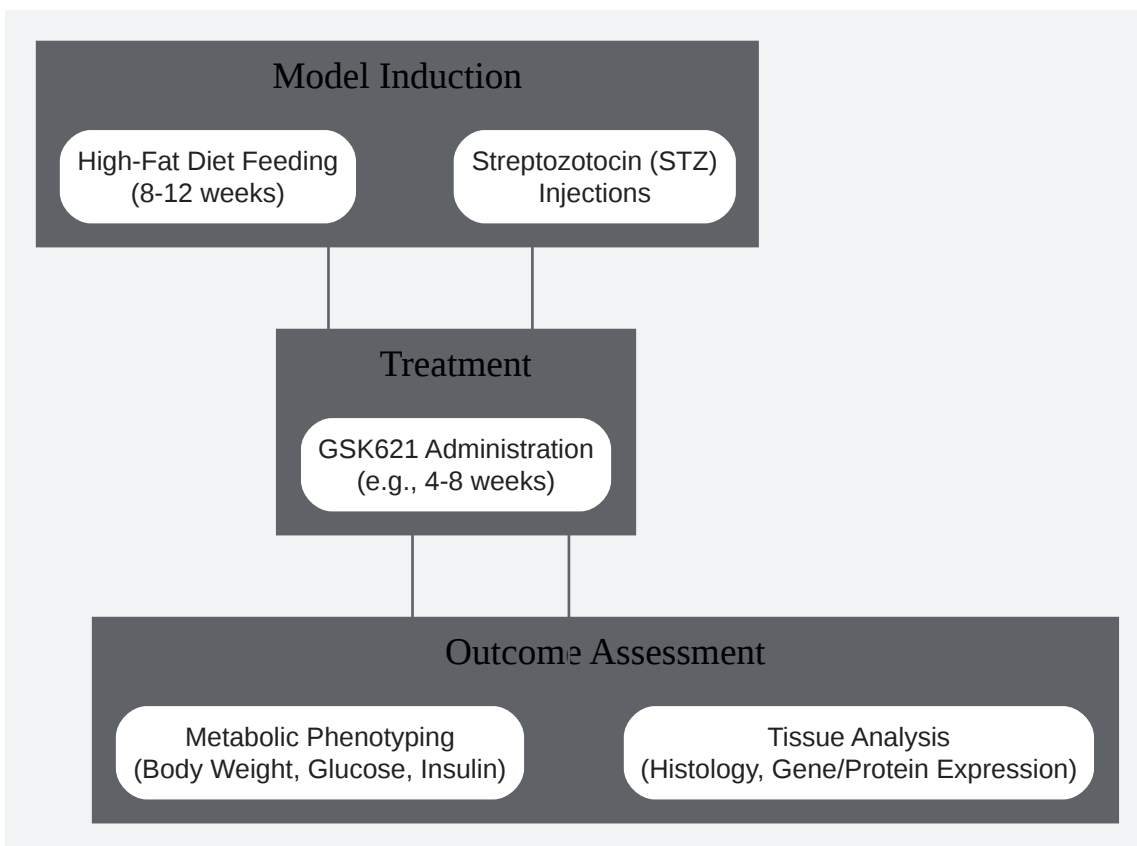 Model Induction
High-Fat Diet Feeding
(8-12 weeks)
Streptozotocin (STZ)
Injections
Treatment
GSK621 Administration
(e.g., 4-8 weeks)
Outcome Assessment
Metabolic Phenotyping
(Body Weight, Glucose, Insulin)
Tissue Analysis
(Histology, Gene/Protein Expression)